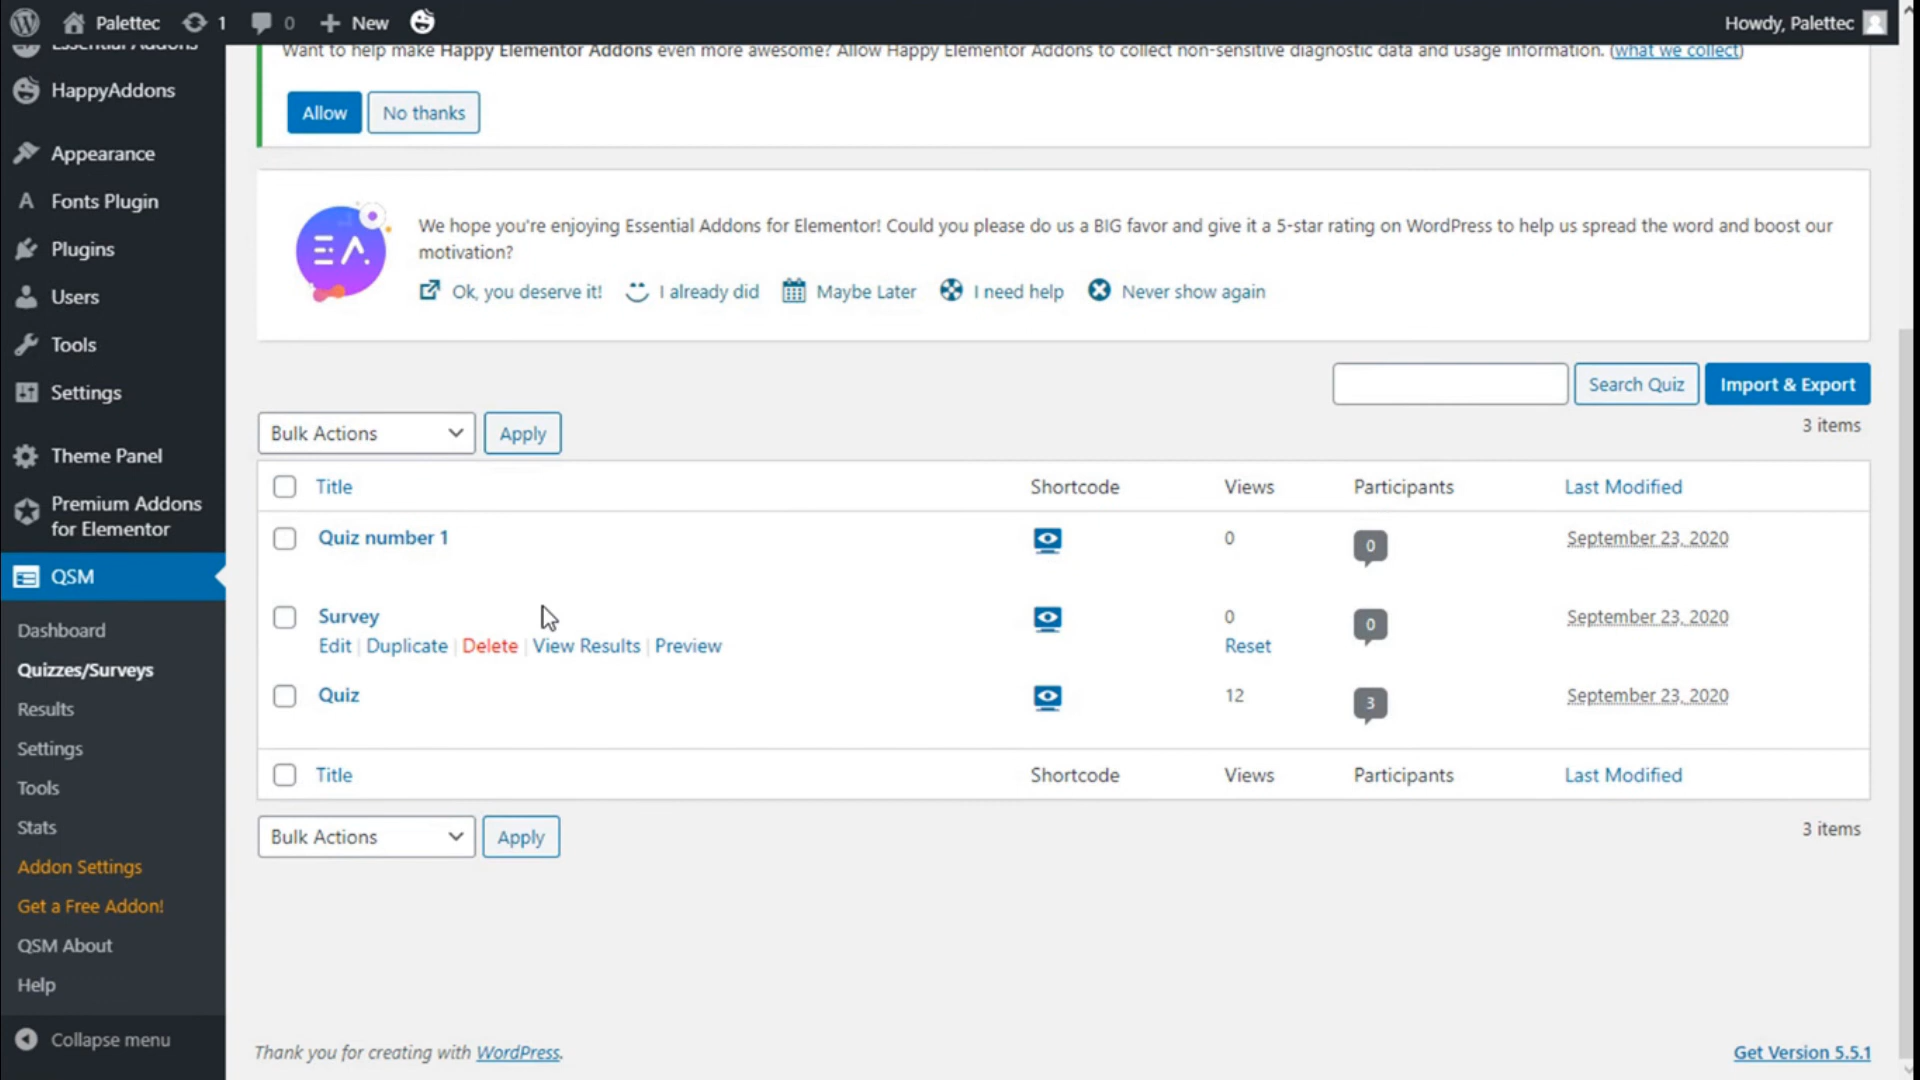 Palettec
1
0
New
Howdy, Palettec
Essential Addons
HappyAddons
Appearance
Fonts Plugin
Plugins
Users
Tools
Settings
Theme Panel
Premium Addons
for Elementor
QSM
Dashboard
Quizzes/Surveys
Results
Settings
Tools
Stats
Addon Settings
Get a Free Addon!
QSM About
Help
Collapse menu
Want to help make Happy Elementor Addons even more awesome? Allow Happy Elementor Addons to collect non-sensitive diagnostic data and usage information. (what we collect)
Allow
No thanks
We hope you're enjoying Essential Addons for Elementor! Could you please do us a BIG favor and give it a 5-star rating on WordPress to help us spread the word and boost our
motivation?
Ok, you deserve it!
I already did
Maybe Later
I need help
Never show again
Search Quiz
Import & Export
3 items
Bulk Actions
Apply
Title Shortcode Views Participants Last Modified
Quiz number 1 0 0 September 23, 2020
Survey 0 0 September 23, 2020
Edit | Duplicate | Delete | View Results | Preview Reset
Quiz 12 3 September 23, 2020
Title Shortcode Views Participants Last Modified
Bulk Actions
Apply
3 items
Thank you for creating with WordPress.
Get Version 5.5.1